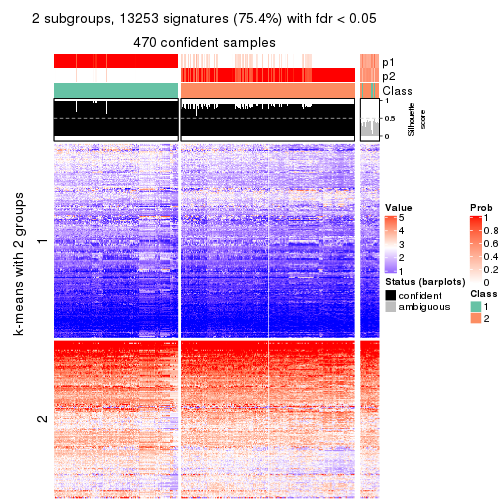 2 subgroups, 13253 signatures (75.4%) with fdr < 0.05
470 confident samples
p1
p2
Class
1
0.5
0
Silhouette
score
k-means with 2 groups
1
2
Value
5
4
3
2
1
Status (barplots)
confident
ambiguous
Prob
1
0.8
0.6
0.4
0.2
0
Class
1
2